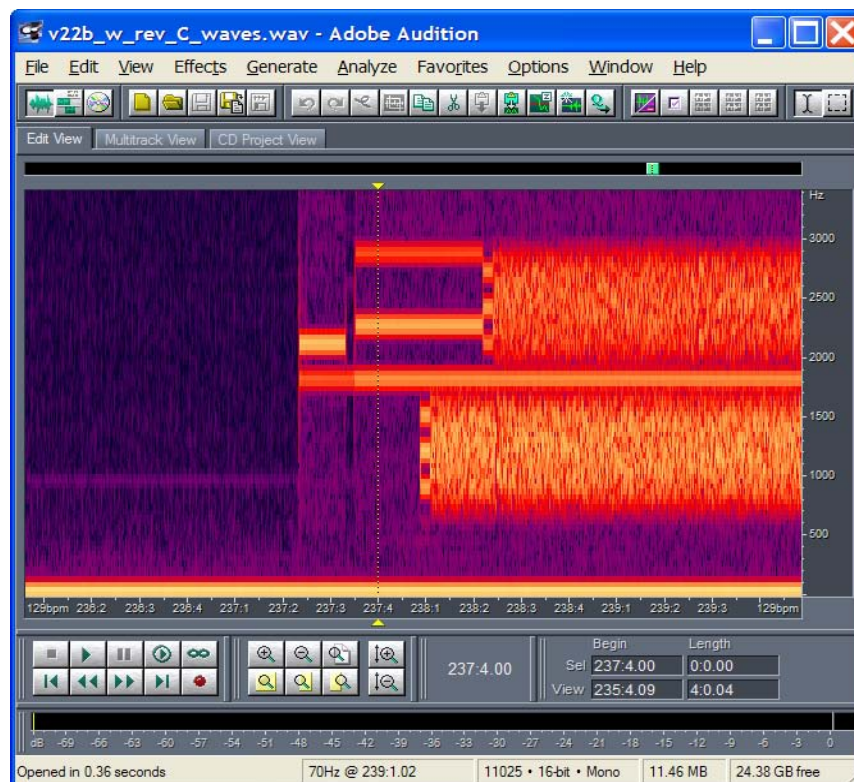 v22b_w_rev_C_waves.wav - Adobe Audition
File Edit View Effects Generate Analyze Favorites Options Window Help
Edit View Multitrack View CD Project View
Hz
3000
2500
2000
1500
1000
500
129bpm 236:2 236:3 236:4 237:1 237:2 237:3 237:4 238:1 238:2 238:3 238:4 239:1 239:2 239:3 129bpm
Begin Length
237:4.00
Sel 237:4.00 0:0.00
View 235:4.09 4:0.04
dB -69 -66 -63 -60 -57 -54 -51 -48 -45 -42 -39 -36 -33 -30 -27 -24 -21 -18 -15 -12 -9 -6 -3 0
Opened in 0.36 seconds 70Hz @ 239:1.02 11025 • 16-bit • Mono 11.46 MB 24.38 GB free